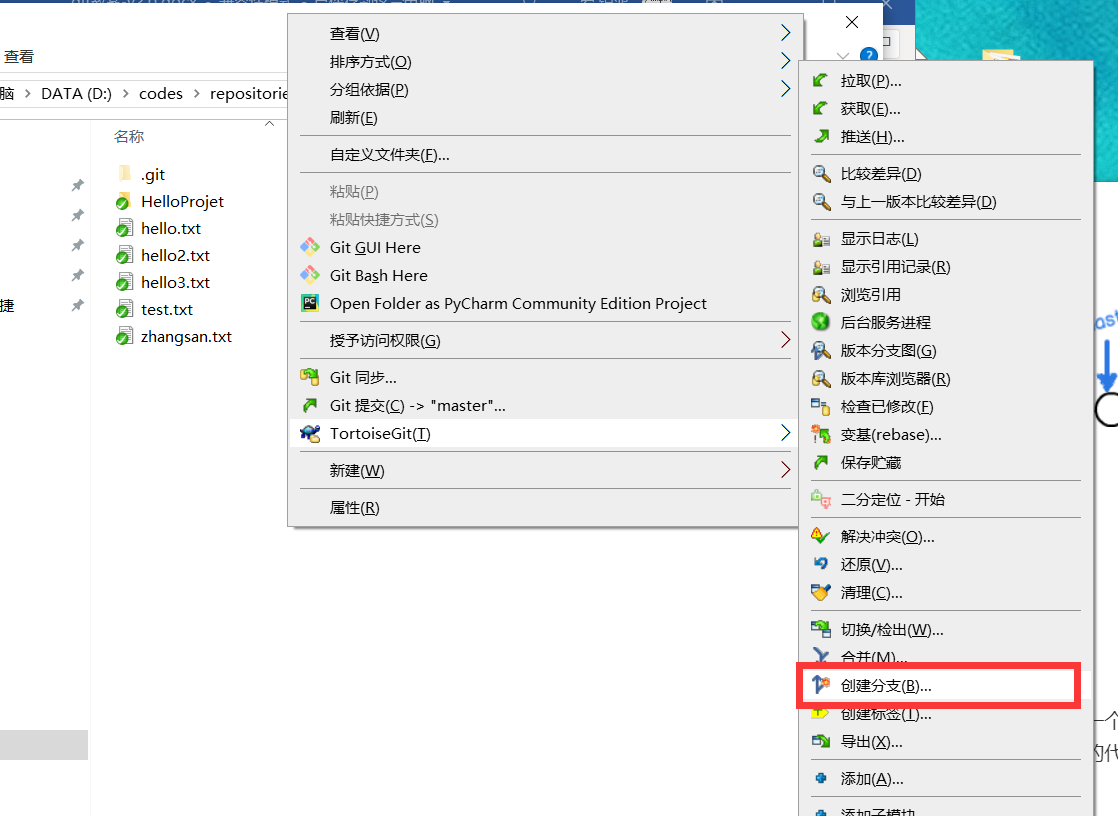 查看
脑 > DATA (D:) > codes > repositorie
名称
.git
HelloProjet
hello.txt
hello2.txt
hello3.txt
test.txt
zhangsan.txt
捷
查看(V)
排序方式(O)
分组依据(P)
刷新(E)
自定义文件夹(F)...
粘贴(P)
粘贴快捷方式(S)
Git GUI Here
Git Bash Here
Open Folder as PyCharm Community Edition Project
授予访问权限(G)
Git 同步...
Git 提交(C) -> "master"...
TortoiseGit(T)
新建(W)
属性(R)
拉取(P)...
获取(E)...
推送(H)...
比较差异(D)
与上一版本比较差异(D)
显示日志(L)
显示引用记录(R)
浏览引用
后台服务进程
版本分支图(G)
版本库浏览器(R)
检查已修改(F)
变基(rebase)...
保存贮藏
二分定位 - 开始
解决冲突(O)...
还原(V)...
清理(C)...
切换/检出(W)...
合并(M)...
创建分支(B)...
创建标签(T)...
导出(X)...
添加(A)...
添加子模块
一个
的代